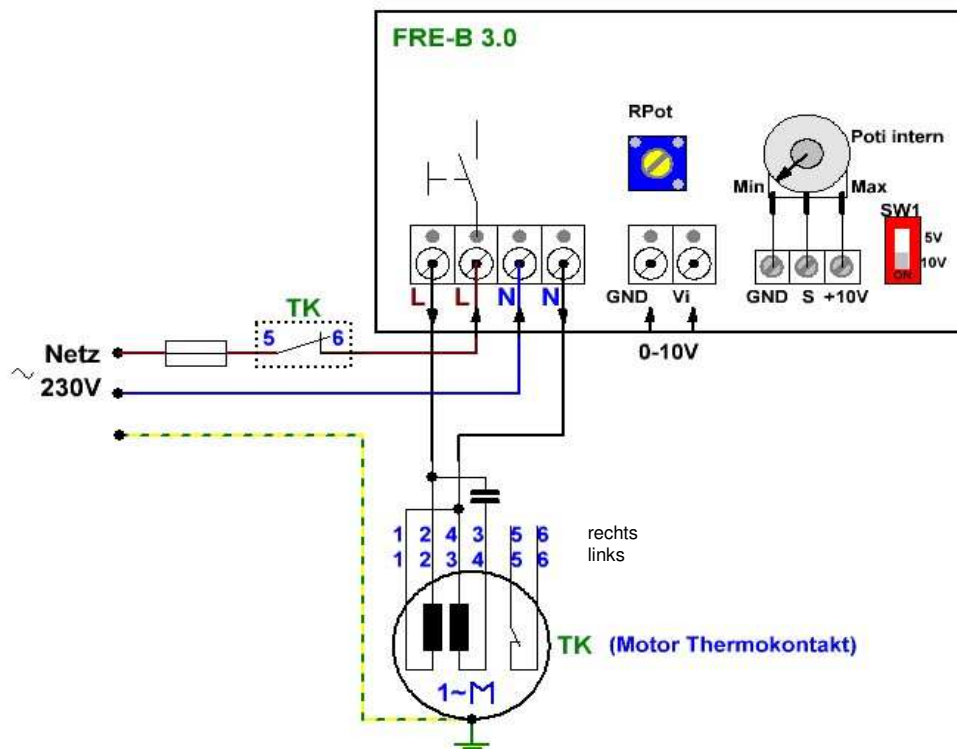 FRE-B 3.0
RPot
Poti intern
Min
Max
SW1
5V
10V
ON
L L N N
GND Vi
GND S +10V
TK
5 6
0-10V
Netz
~ 230V
1 2 4 3 5 6 rechts
1 2 3 4 5 6 links
TK (Motor Thermokontakt)
1~M